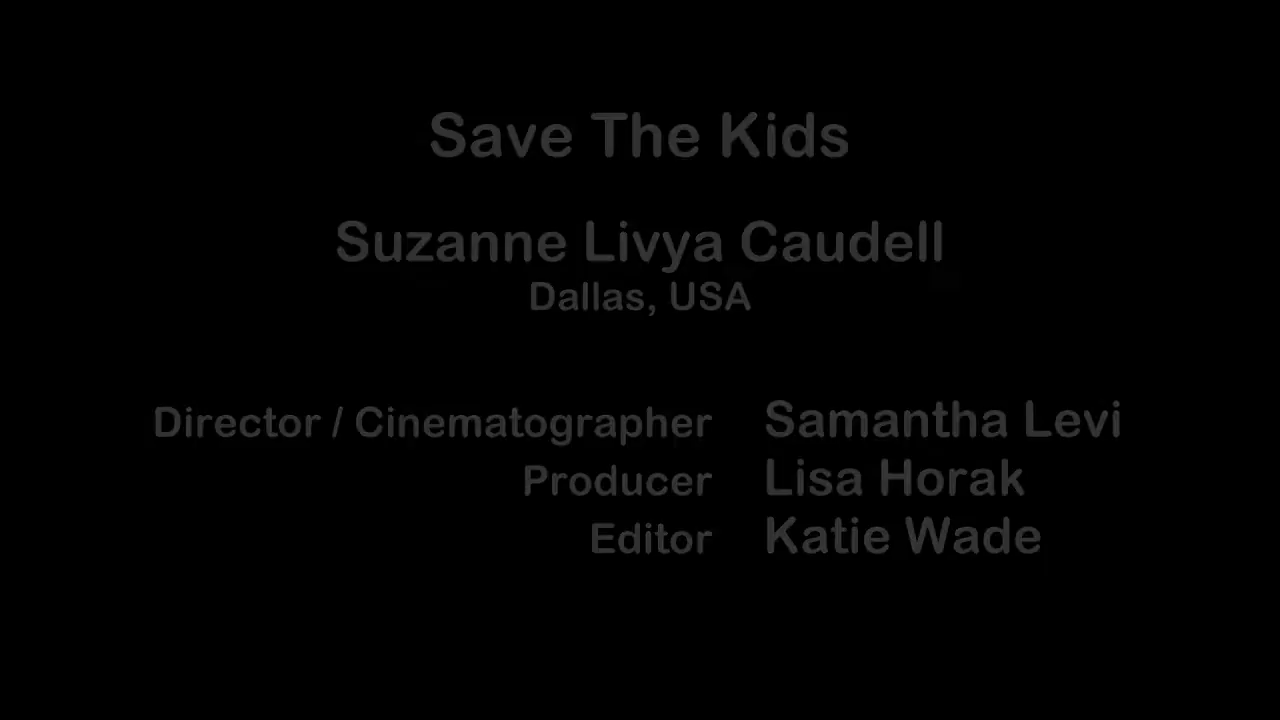 Save The Kids
Suzanne Livya Caudell
Dallas, USA
Director / Cinematographer Samantha Levi
Producer Lisa Horak
Editor Katie Wade